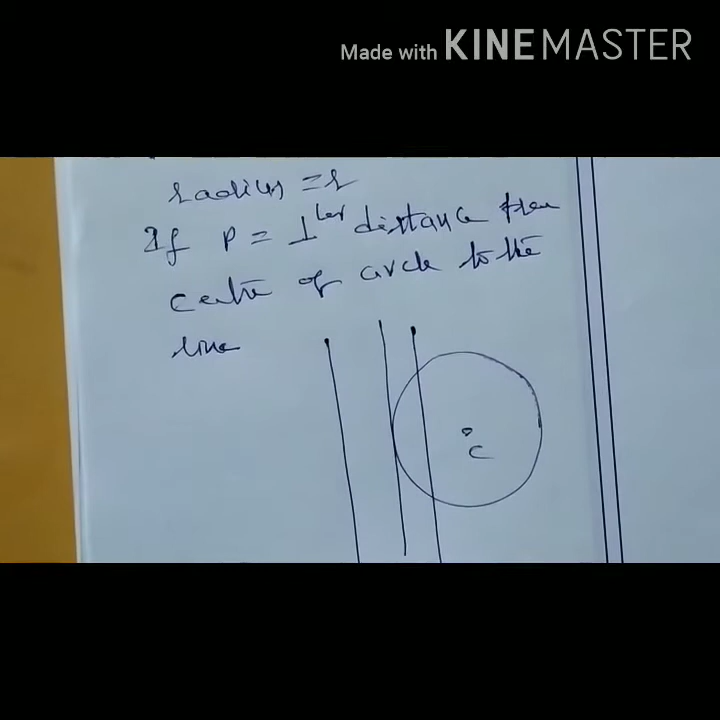 Made with KINEMASTER
radius = r
If P = ⊥ler distance from
centre of circle to the
line
C